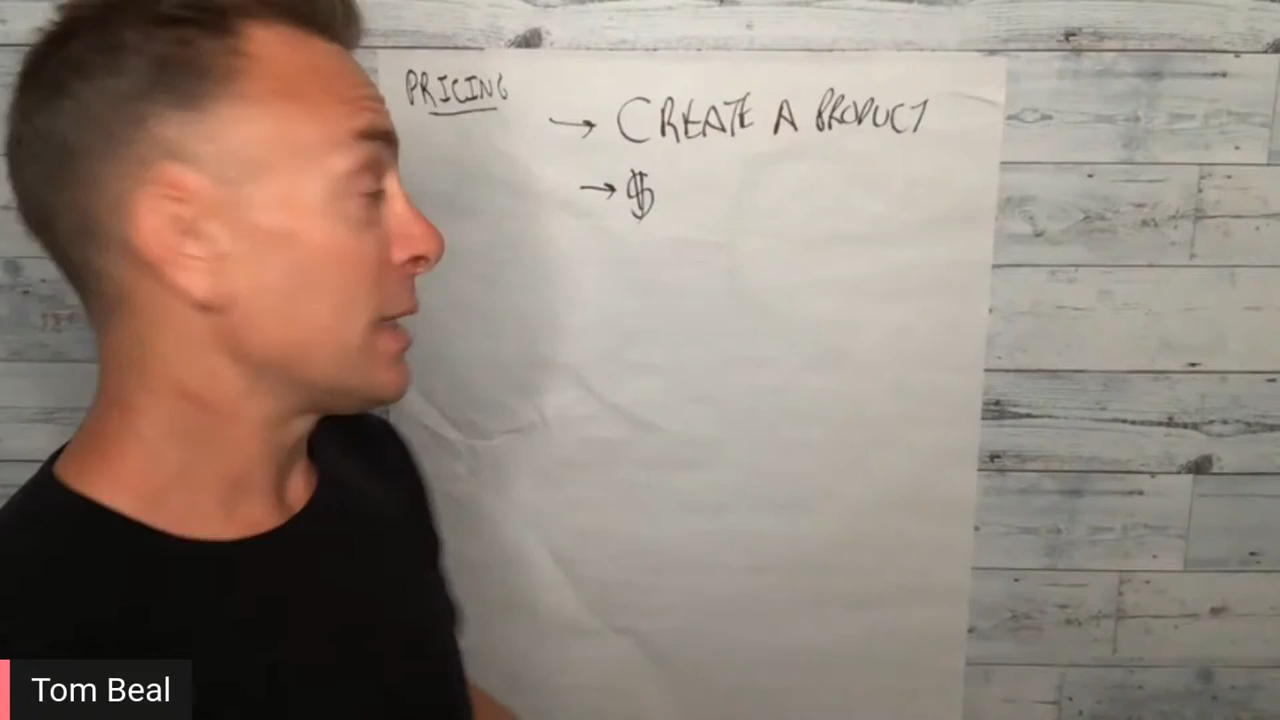 PRICING
→ CREATE A PRODUCT
→ $
Tom Beal